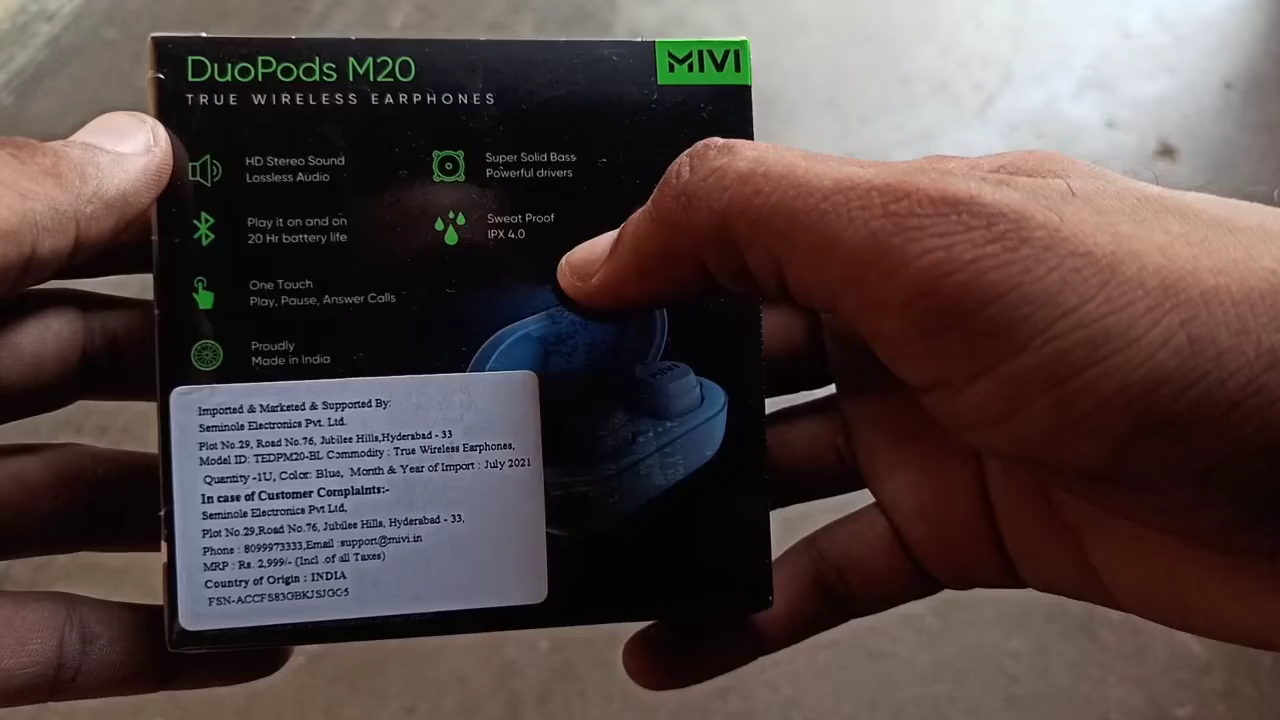 DuoPods M20
MIVI
TRUE WIRELESS EARPHONES
HD Stereo Sound
Lossless Audio
Super Solid Bass
Powerful drivers
Play it on and on
20 Hr battery life
Sweat Proof
IPX 4.0
One Touch
Play, Pause, Answer Calls
Proudly
Made in India
MIVI
Imported & Marketed & Supported By:
Seminole Electronics Pvt. Ltd.
Plot No.29, Road No.76, Jubilee Hills,Hyderabad - 33
Model ID: TEDPM20-BL Commodity : True Wireless Earphones,
Quantity -1U, Color: Blue, Month & Year of Import : July 2021
In case of Customer Complaints:-
Seminole Electronics Pvt Ltd,
Plot No.29,Road No.76, Jubilee Hills, Hyderabad - 33,
Phone : 8099973333,Email :support@mivi.in
MRP : Rs. 2,999/- (Incl .of all Taxes)
Country of Origin : INDIA
FSN-ACCFS83GBKJSJGG5